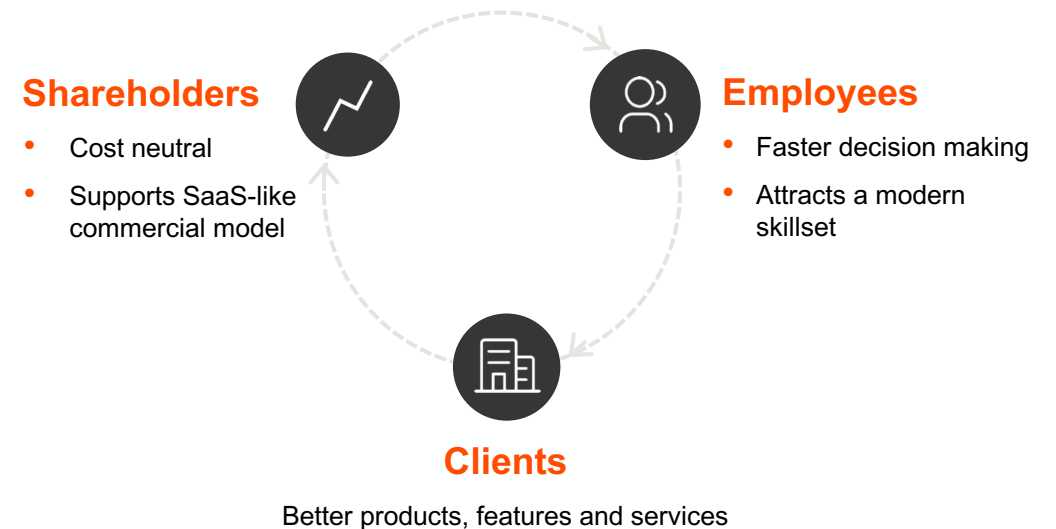 Shareholders
• Cost neutral
• Supports SaaS-like
commercial model
Employees
• Faster decision making
• Attracts a modern
skillset
Clients
Better products, features and services